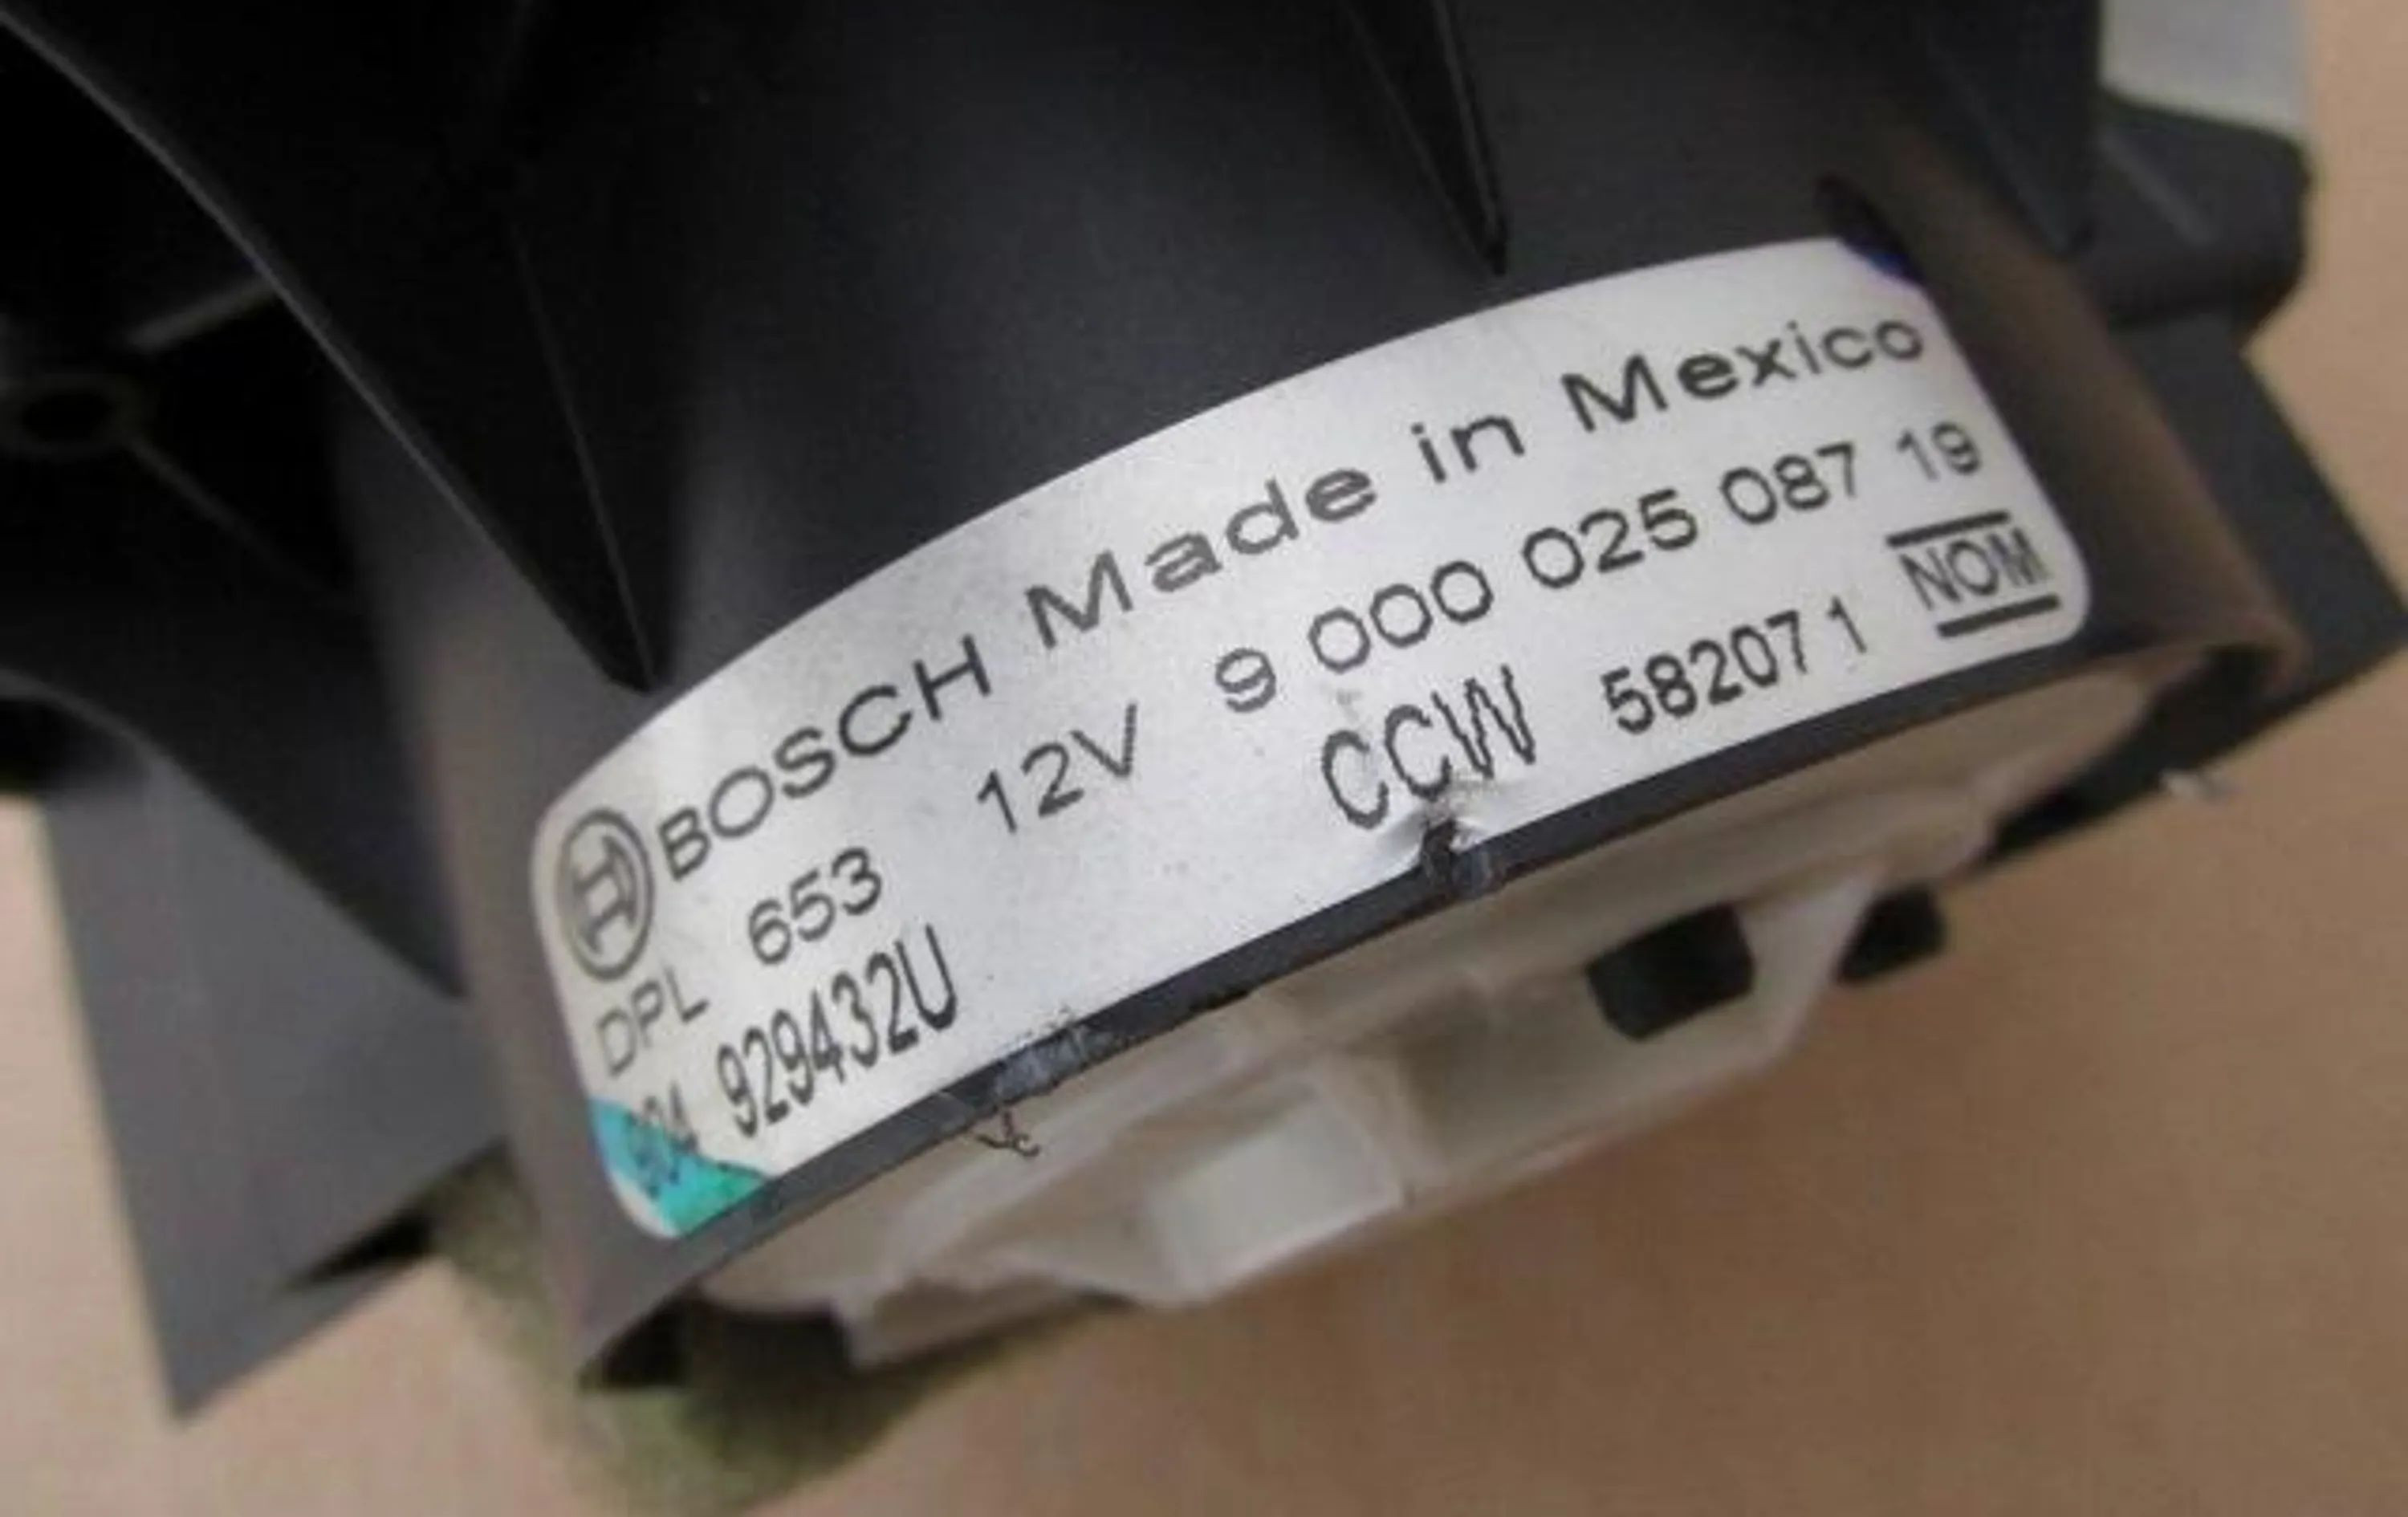 BOSCH Made in Mexico
DPL 653 12V 9 000 025 087 19
929432U CCW 582071 NOM